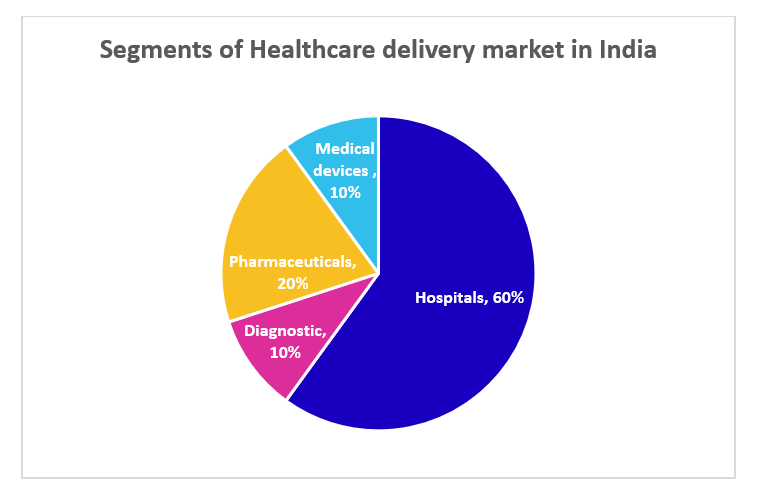 Segments of Healthcare delivery market in India
Medical
devices ,
10%
Pharmaceuticals,
20%
Hospitals, 60%
Diagnostic,
10%